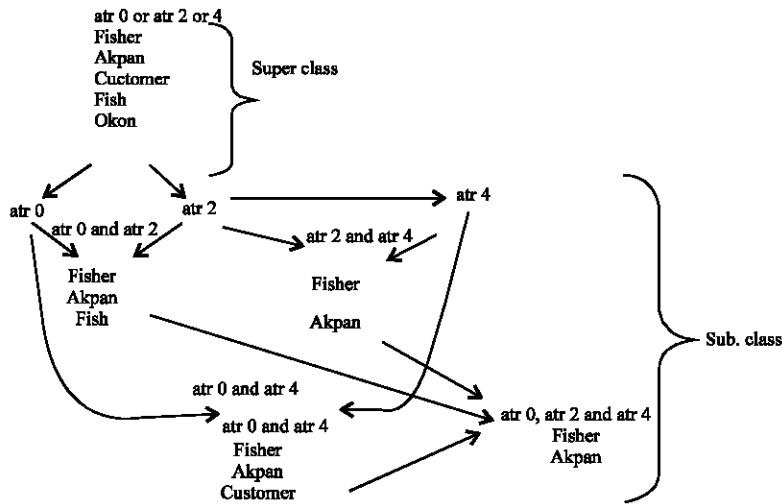 atr 0 or atr 2 or 4
Fisher
Akpan
Cuctomer
Fish
Okon
Super class
atr 0
atr 2
atr 4
atr 0 and atr 2
atr 2 and atr 4
Fisher
Akpan
Fish
Fisher
Akpan
Sub. class
atr 0 and atr 4
atr 0 and atr 4
Fisher
Akpan
Customer
atr 0, atr 2 and atr 4
Fisher
Akpan